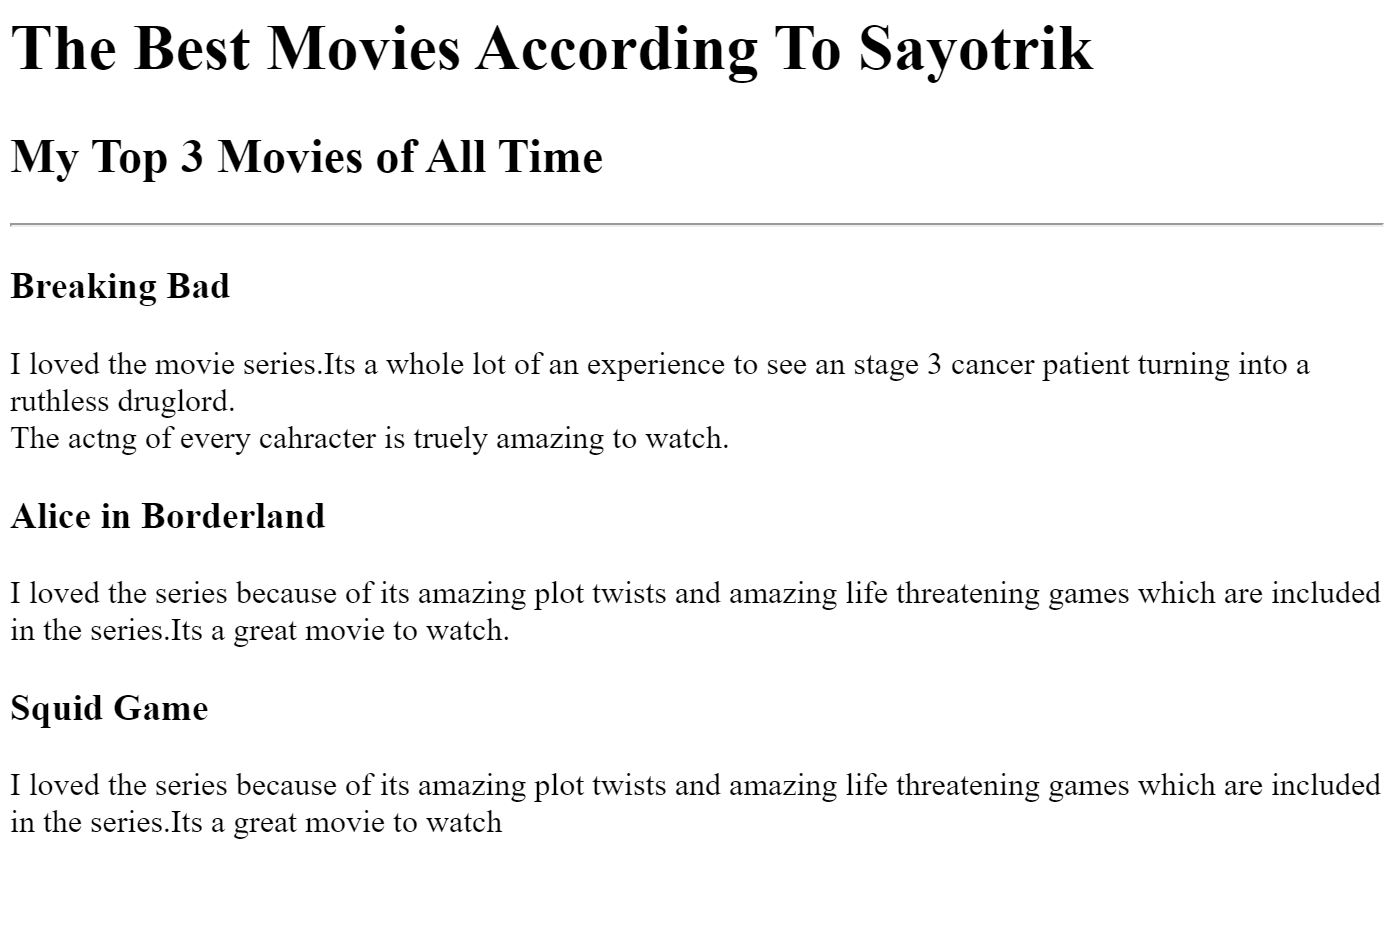 The Best Movies According To Sayotrik
My Top 3 Movies of All Time
Breaking Bad
I loved the movie series.Its a whole lot of an experience to see an stage 3 cancer patient turning into a
ruthless druglord.
The actng of every cahracter is truely amazing to watch.
Alice in Borderland
I loved the series because of its amazing plot twists and amazing life threatening games which are included
in the series.Its a great movie to watch.
Squid Game
I loved the series because of its amazing plot twists and amazing life threatening games which are included
in the series.Its a great movie to watch